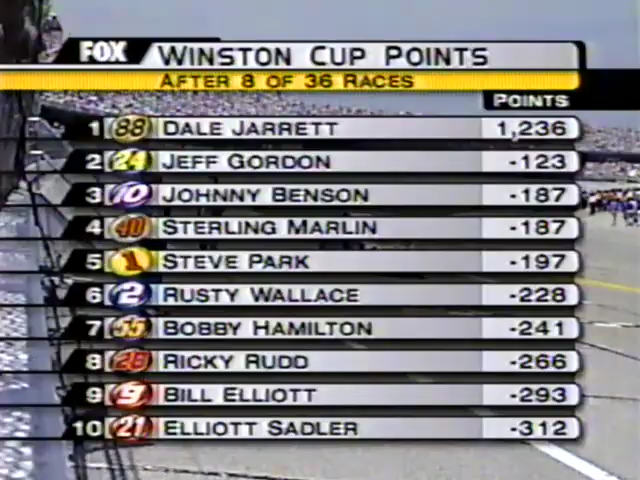 FOX WINSTON CUP POINTS
AFTER 8 OF 36 RACES
POINTS
1 88 DALE JARRETT 1,236
2 24 JEFF GORDON -123
3 10 JOHNNY BENSON -187
4 40 STERLING MARLIN -187
5 1 STEVE PARK -197
6 2 RUSTY WALLACE -228
7 55 BOBBY HAMILTON -241
8 28 RICKY RUDD -266
9 9 BILL ELLIOTT -293
10 21 ELLIOTT SADLER -312